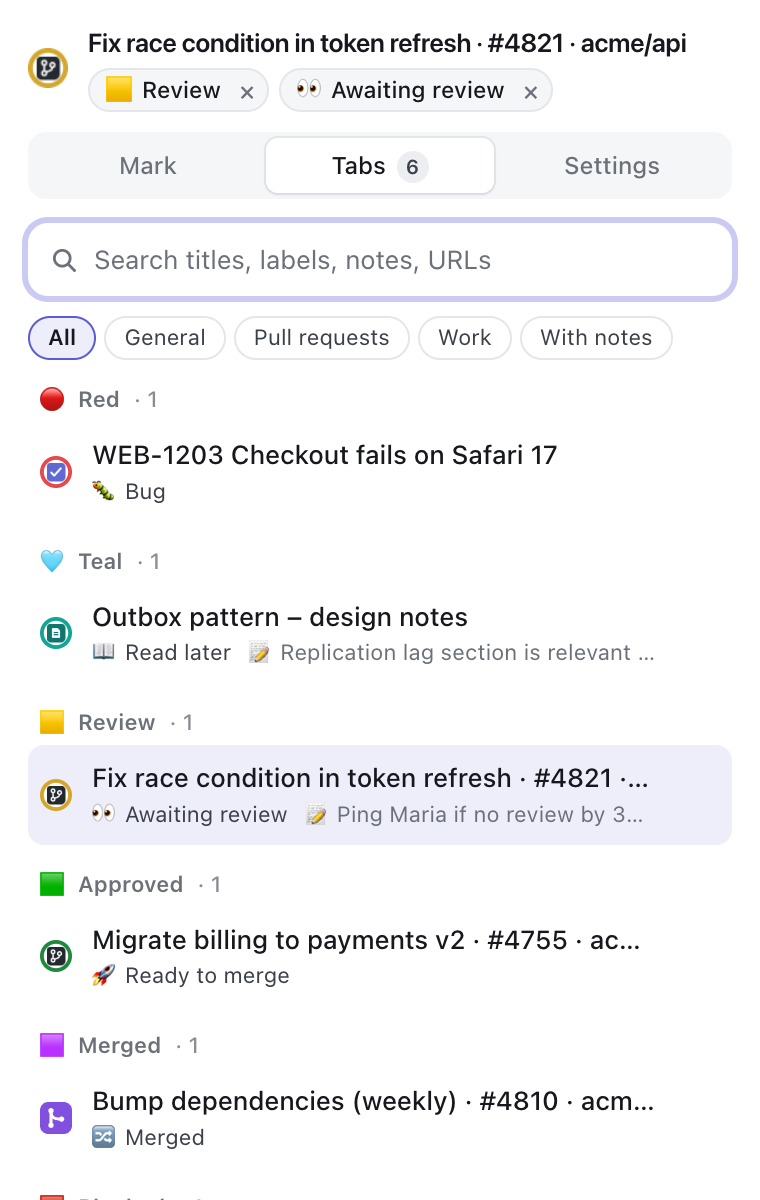 Fix race condition in token refresh · #4821 · acme/api
Review ×
Awaiting review ×
Mark
Tabs 6
Settings
Search titles, labels, notes, URLs
All
General
Pull requests
Work
With notes
Red · 1
WEB-1203 Checkout fails on Safari 17
Bug
Teal · 1
Outbox pattern – design notes
Read later
Replication lag section is relevant ...
Review · 1
Fix race condition in token refresh · #4821 ·...
Awaiting review
Ping Maria if no review by 3...
Approved · 1
Migrate billing to payments v2 · #4755 · ac...
Ready to merge
Merged · 1
Bump dependencies (weekly) · #4810 · acm...
Merged